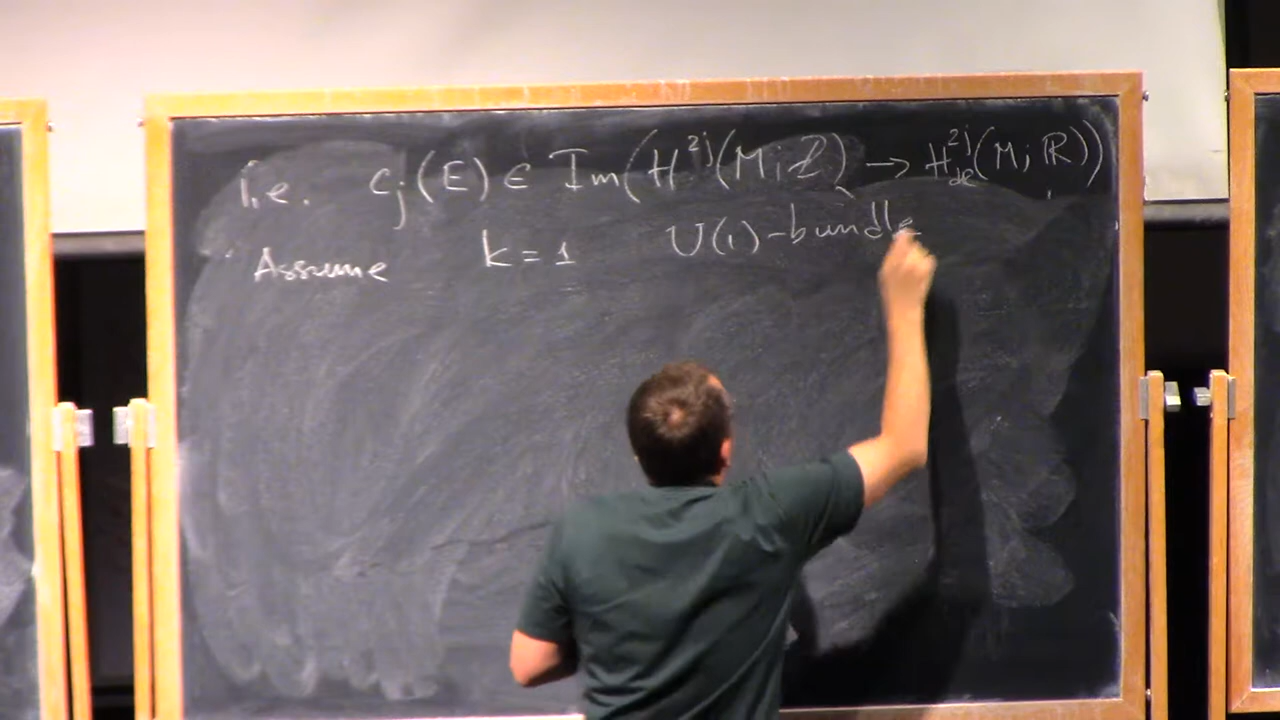 i.e. c_j(E) ∈ Im(H^{2j}(M; ℤ) → H^{2j}_{dR}(M; ℝ))
Assume k = 1 U(1)-bundle